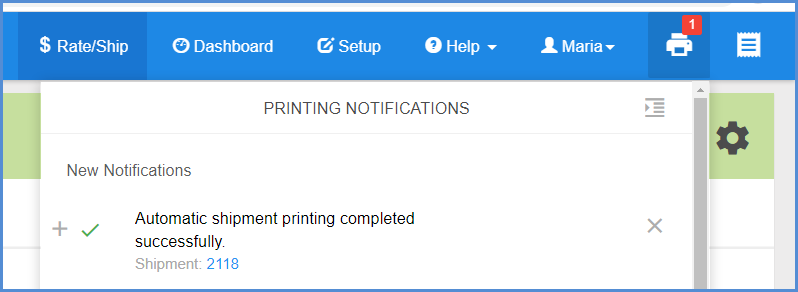 $ Rate/Ship Dashboard Setup Help Maria 1
PRINTING NOTIFICATIONS
New Notifications
Automatic shipment printing completed
successfully.
Shipment: 2118